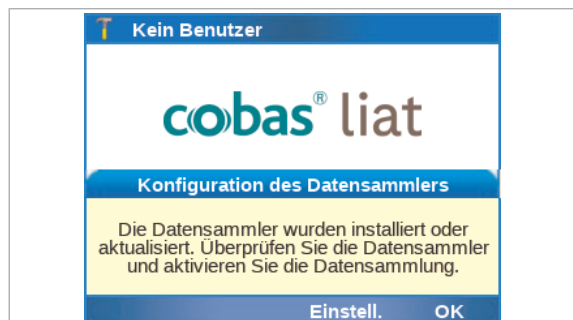 Kein Benutzer
cobas® liat
Konfiguration des Datensammlers
Die Datensammler wurden installiert oder
aktualisiert. Überprüfen Sie die Datensammler
und aktivieren Sie die Datensammlung.
Einstell. OK